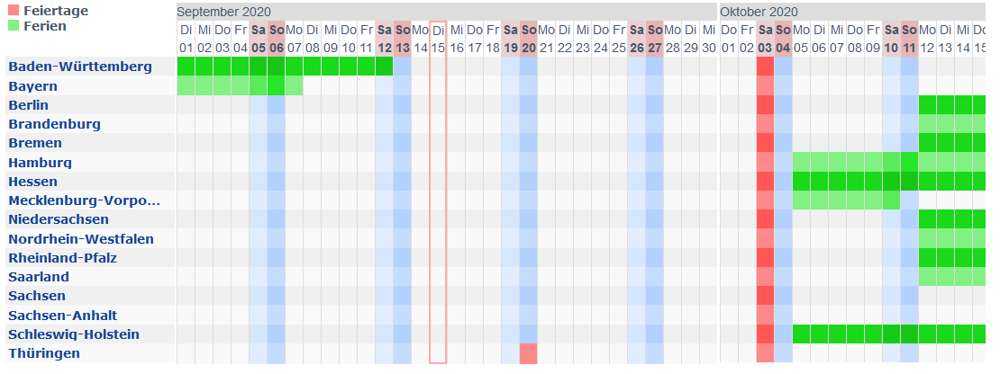 Feiertage
Ferien
September 2020 Oktober 2020
Di Mi Do Fr Sa So Mo Di Mi Do Fr Sa So Mo Di Mi Do Fr Sa So Mo Di Mi Do Fr Sa So Mo Di Mi Do Fr Sa So Mo Di Mi Do Fr Sa So Mo Di Mi Do
01 02 03 04 05 06 07 08 09 10 11 12 13 14 15 16 17 18 19 20 21 22 23 24 25 26 27 28 29 30 01 02 03 04 05 06 07 08 09 10 11 12 13 14 15
Baden-Württemberg
Bayern
Berlin
Brandenburg
Bremen
Hamburg
Hessen
Mecklenburg-Vorpo...
Niedersachsen
Nordrhein-Westfalen
Rheinland-Pfalz
Saarland
Sachsen
Sachsen-Anhalt
Schleswig-Holstein
Thüringen